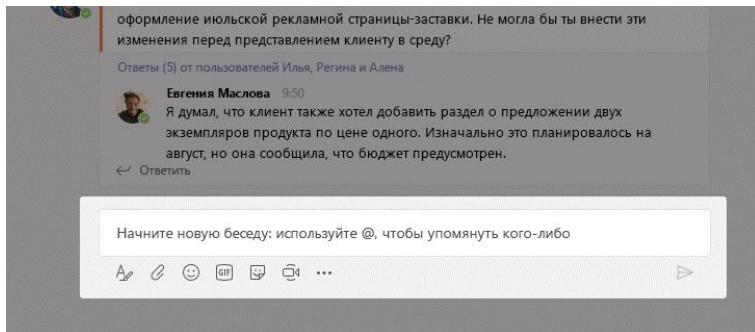 оформление июльской рекламной страницы-заставки. Не могла бы ты внести эти
изменения перед представлением клиенту в среду?
Ответы (5) от пользователей Илья, Регина и Алена
Евгения Маслова 9:50
Я думал, что клиент также хотел добавить раздел о предложении двух
экземпляров продукта по цене одного. Изначально это планировалось на
август, но она сообщила, что бюджет предусмотрен.
Ответить
Начните новую беседу: используйте @, чтобы упомянуть кого-либо
GIF